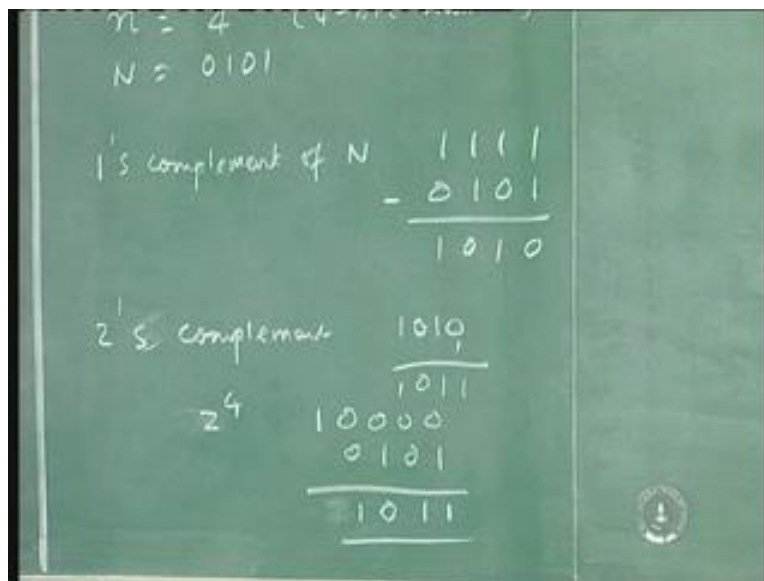 n = 4
N = 0101
1's complement of N 1111
- 0101
1010
2's complement 1010
1
1011
2^4 10000
0101
1011